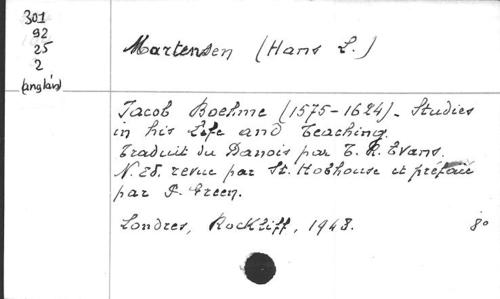 301
92
25
2
(anglais)
Martensen (Hans L.)
Jacob Boehme (1575-1624). Studies
in his Life and Teaching.
Traduit du Danois par T. R. Evans.
N. Ed. revue par St. Hobhouse et préface
par P. Green.
Londres, Rockliff, 1948. 8°